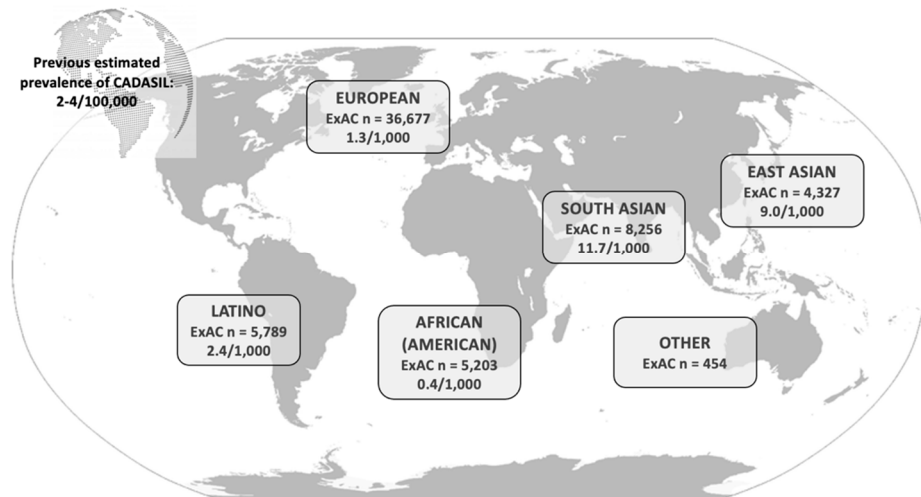 Previous estimated
prevalence of CADASIL:
2-4/100,000
EUROPEAN
ExAC n = 36,677
1.3/1,000
EAST ASIAN
ExAC n = 4,327
9.0/1,000
SOUTH ASIAN
ExAC n = 8,256
11.7/1,000
LATINO
ExAC n = 5,789
2.4/1,000
AFRICAN
(AMERICAN)
ExAC n = 5,203
0.4/1,000
OTHER
ExAC n = 454